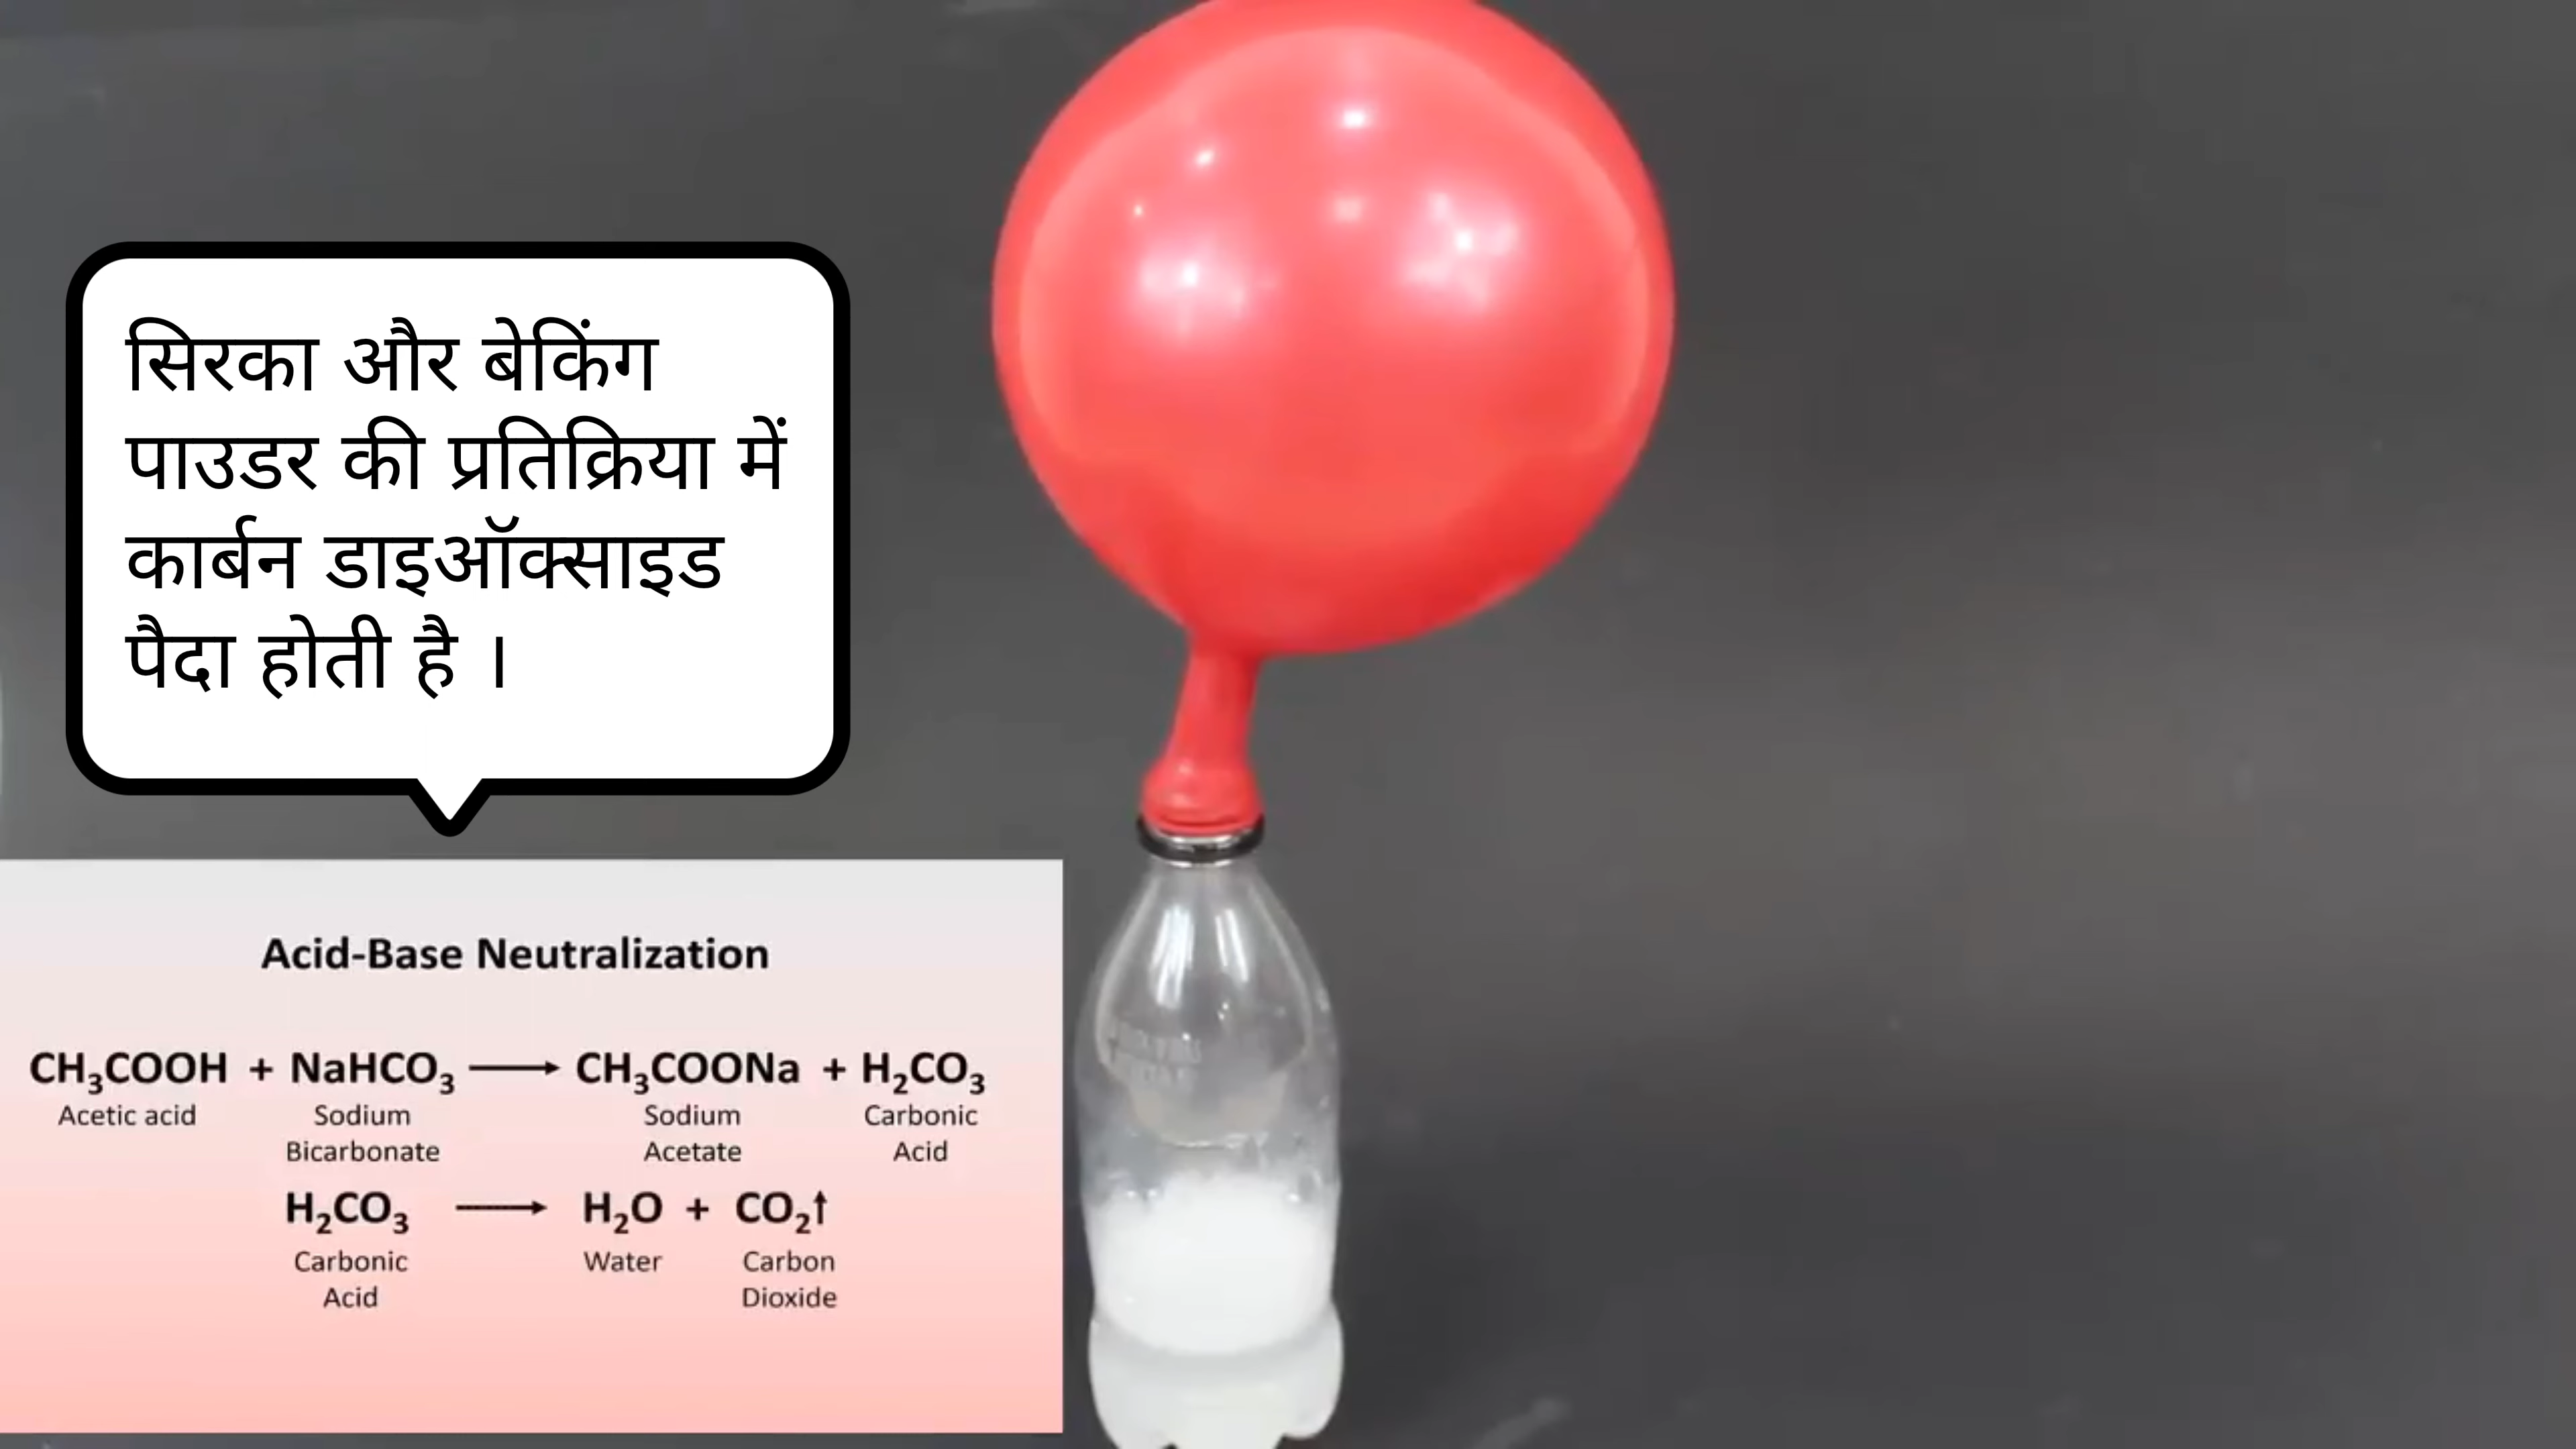 सिरका और बेकिंग
पाउडर की प्रतिक्रिया में
कार्बन डाइऑक्साइड
पैदा होती है ।
Acid-Base Neutralization
CH₃COOH + NaHCO₃ ⟶ CH₃COONa + H₂CO₃
Acetic acid Sodium Sodium Carbonic
Bicarbonate Acetate Acid
H₂CO₃ ⟶ H₂O + CO₂↑
Carbonic Water Carbon
Acid Dioxide